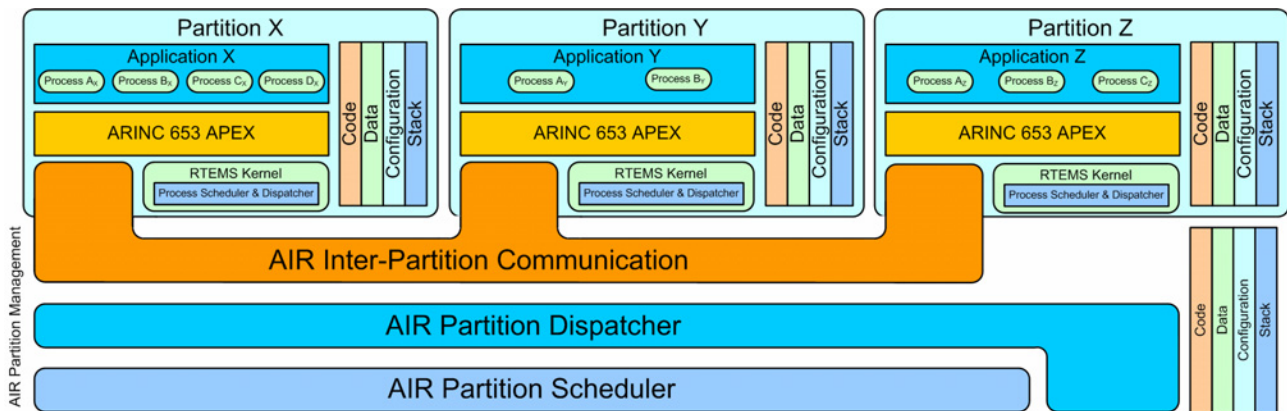 Partition X
Application X
Process AX
Process BX
Process CX
Process DX
ARINC 653 APEX
RTEMS Kernel
Process Scheduler & Dispatcher
Code
Data
Configuration
Stack
Partition Y
Application Y
Process AY
Process BY
ARINC 653 APEX
RTEMS Kernel
Process Scheduler & Dispatcher
Code
Data
Configuration
Stack
Partition Z
Application Z
Process AZ
Process BZ
Process CZ
ARINC 653 APEX
RTEMS Kernel
Process Scheduler & Dispatcher
Code
Data
Configuration
Stack
AIR Partition Management
AIR Inter-Partition Communication
AIR Partition Dispatcher
AIR Partition Scheduler
Code
Data
Configuration
Stack